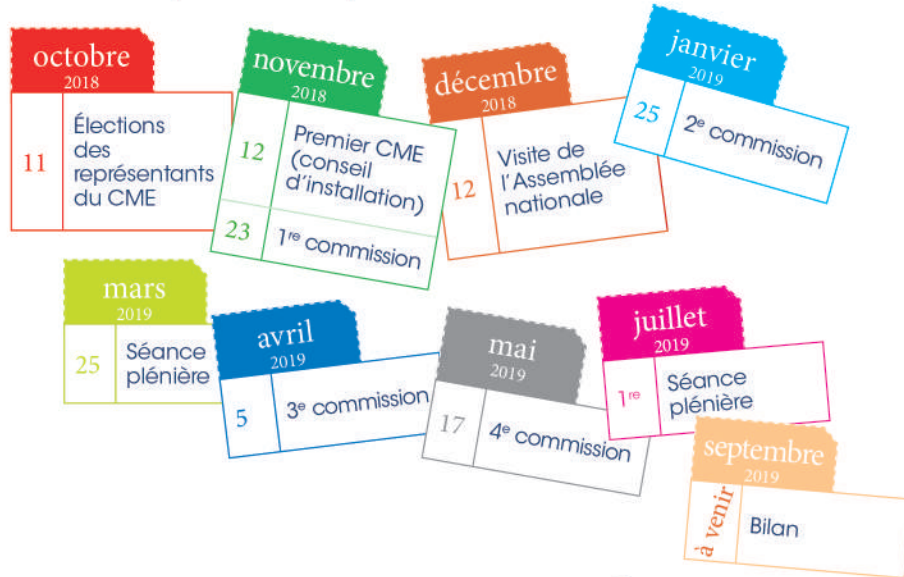 octobre
2018
11
Élections
des
représentants
du CME
novembre
2018
12
Premier CME
(conseil
d'installation)
23
1re commission
décembre
2018
12
Visite de
l'Assemblée
nationale
janvier
2019
25
2e commission
mars
2019
25
Séance
plénière
avril
2019
5
3e commission
mai
2019
17
4e commission
juillet
2019
1re
Séance
plénière
septembre
2019
à venir
Bilan